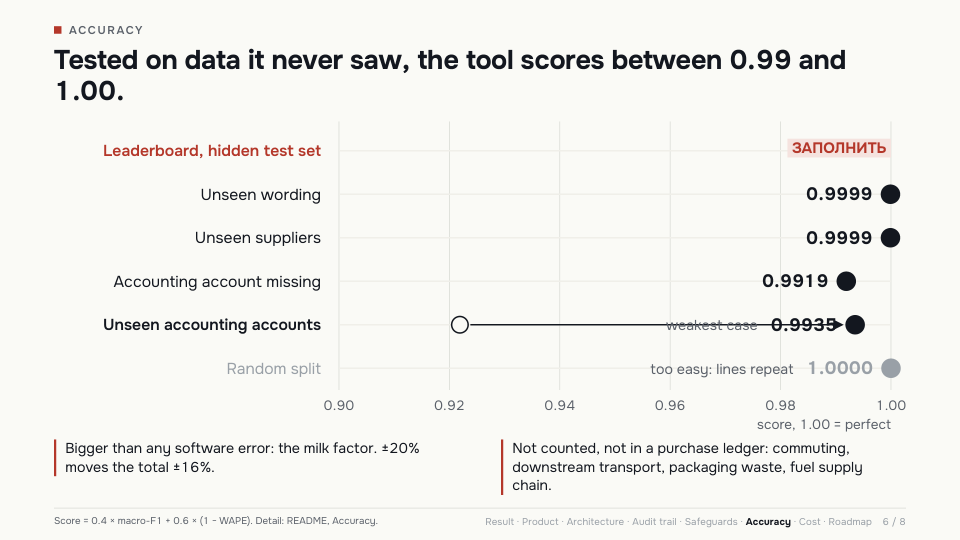 ACCURACY
Tested on data it never saw, the tool scores between 0.99 and
1.00.
Leaderboard, hidden test set ЗАПОЛНИТЬ
Unseen wording 0.9999
Unseen suppliers 0.9999
Accounting account missing 0.9919
Unseen accounting accounts weakest case 0.9935
Random split too easy: lines repeat 1.0000
0.90 0.92 0.94 0.96 0.98 1.00
score, 1.00 = perfect
Bigger than any software error: the milk factor. ±20%
moves the total ±16%.
Not counted, not in a purchase ledger: commuting,
downstream transport, packaging waste, fuel supply
chain.
Score = 0.4 × macro-F1 + 0.6 × (1 − WAPE). Detail: README, Accuracy.
Result · Product · Architecture · Audit trail · Safeguards · Accuracy · Cost · Roadmap 6 / 8